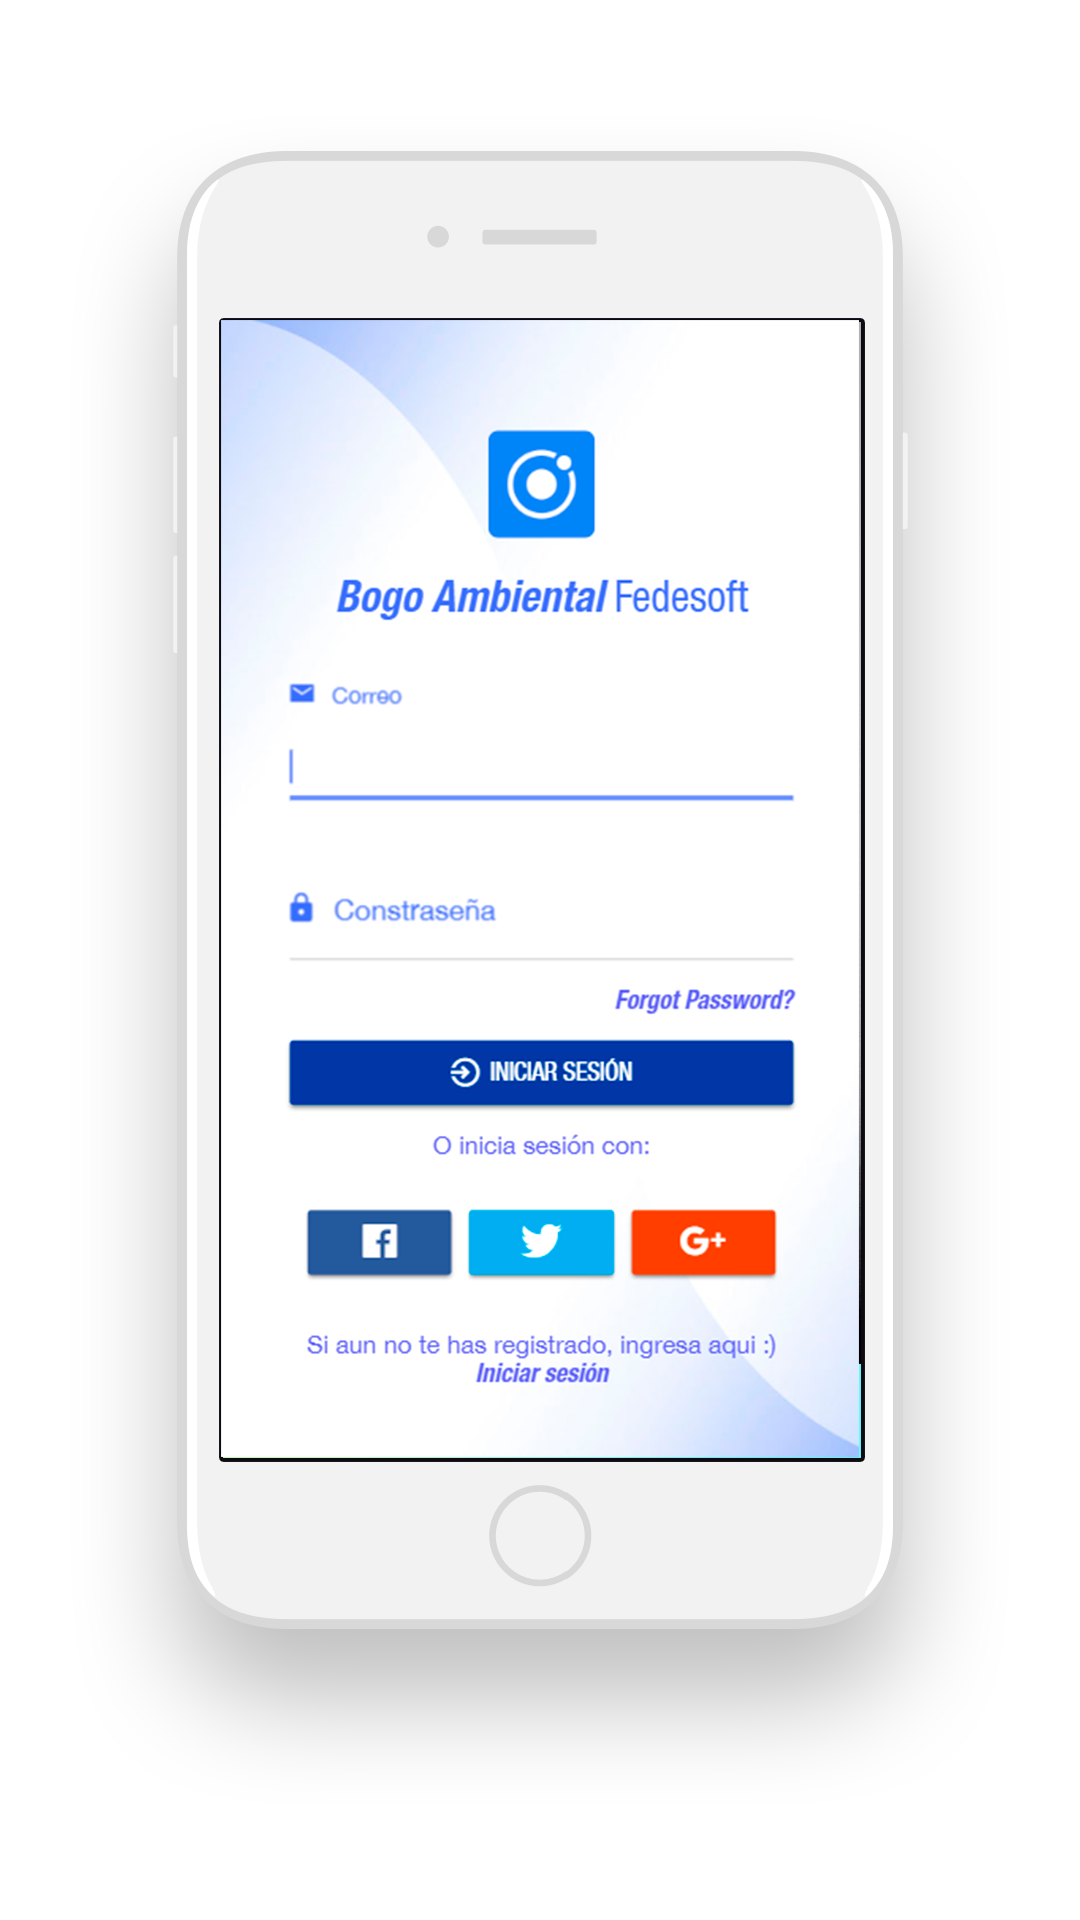 Bogo Ambiental Fedesoft
Correo
Constraseña
Forgot Password?
INICIAR SESIÓN
O inicia sesión con:
G+
Si aun no te has registrado, ingresa aqui :)
Iniciar sesión